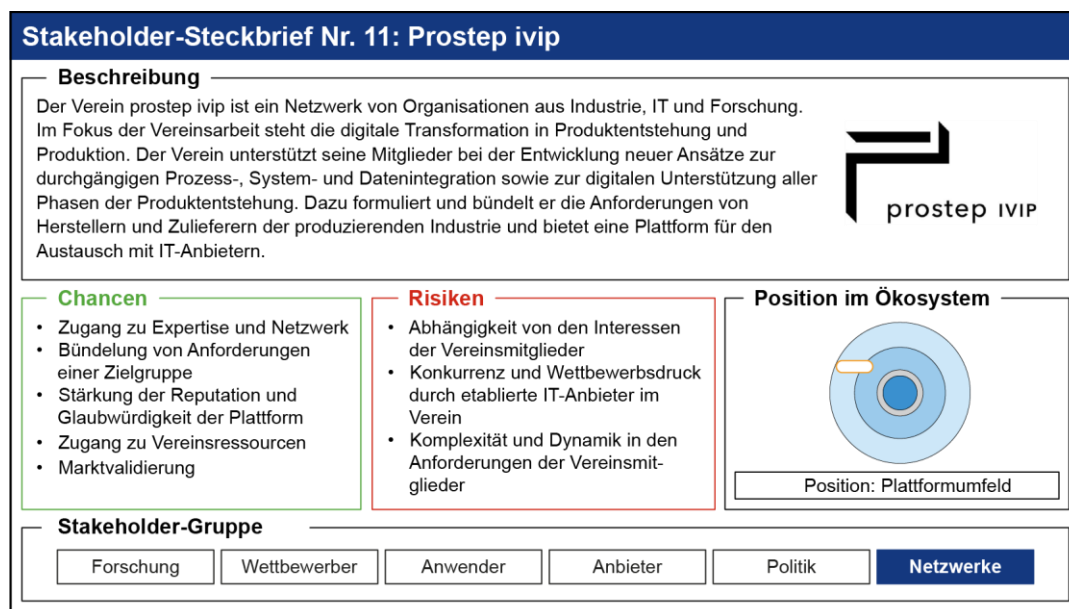 Stakeholder-Steckbrief Nr. 11: Prostep ivip
Beschreibung
Der Verein prostep ivip ist ein Netzwerk von Organisationen aus Industrie, IT und Forschung.
Im Fokus der Vereinsarbeit steht die digitale Transformation in Produktentstehung und
Produktion. Der Verein unterstützt seine Mitglieder bei der Entwicklung neuer Ansätze zur
durchgängigen Prozess-, System- und Datenintegration sowie zur digitalen Unterstützung aller
Phasen der Produktentstehung. Dazu formuliert und bündelt er die Anforderungen von
Herstellern und Zulieferern der produzierenden Industrie und bietet eine Plattform für den
Austausch mit IT-Anbietern.
prostep IVIP
Chancen
• Zugang zu Expertise und Netzwerk
• Bündelung von Anforderungen
einer Zielgruppe
• Stärkung der Reputation und
Glaubwürdigkeit der Plattform
• Zugang zu Vereinsressourcen
• Marktvalidierung
Risiken
• Abhängigkeit von den Interessen
der Vereinsmitglieder
• Konkurrenz und Wettbewerbsdruck
durch etablierte IT-Anbieter im
Verein
• Komplexität und Dynamik in den
Anforderungen der Vereinsmit-
glieder
Position im Ökosystem
Position: Plattformumfeld
Stakeholder-Gruppe
Forschung
Wettbewerber
Anwender
Anbieter
Politik
Netzwerke